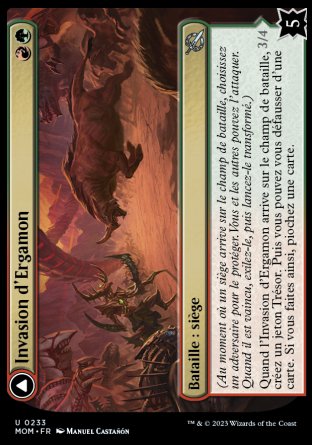 Invasion d'Ergamon
Bataille : siège
(Au moment où un siège arrive sur le champ de bataille, choisissez
un adversaire pour le protéger. Vous et les autres pouvez l'attaquer.
Quand il est vaincu, exilez-le, puis lancez-le transformé.)
Quand l'Invasion d'Ergamon arrive sur le champ de bataille,
créez un jeton Trésor. Puis vous pouvez vous défausser d'une
carte. Si vous faites ainsi, piochez une carte.
3/4
5
U 0233
MOM • FR Manuel Castañón
™ & © 2023 Wizards of the Coast